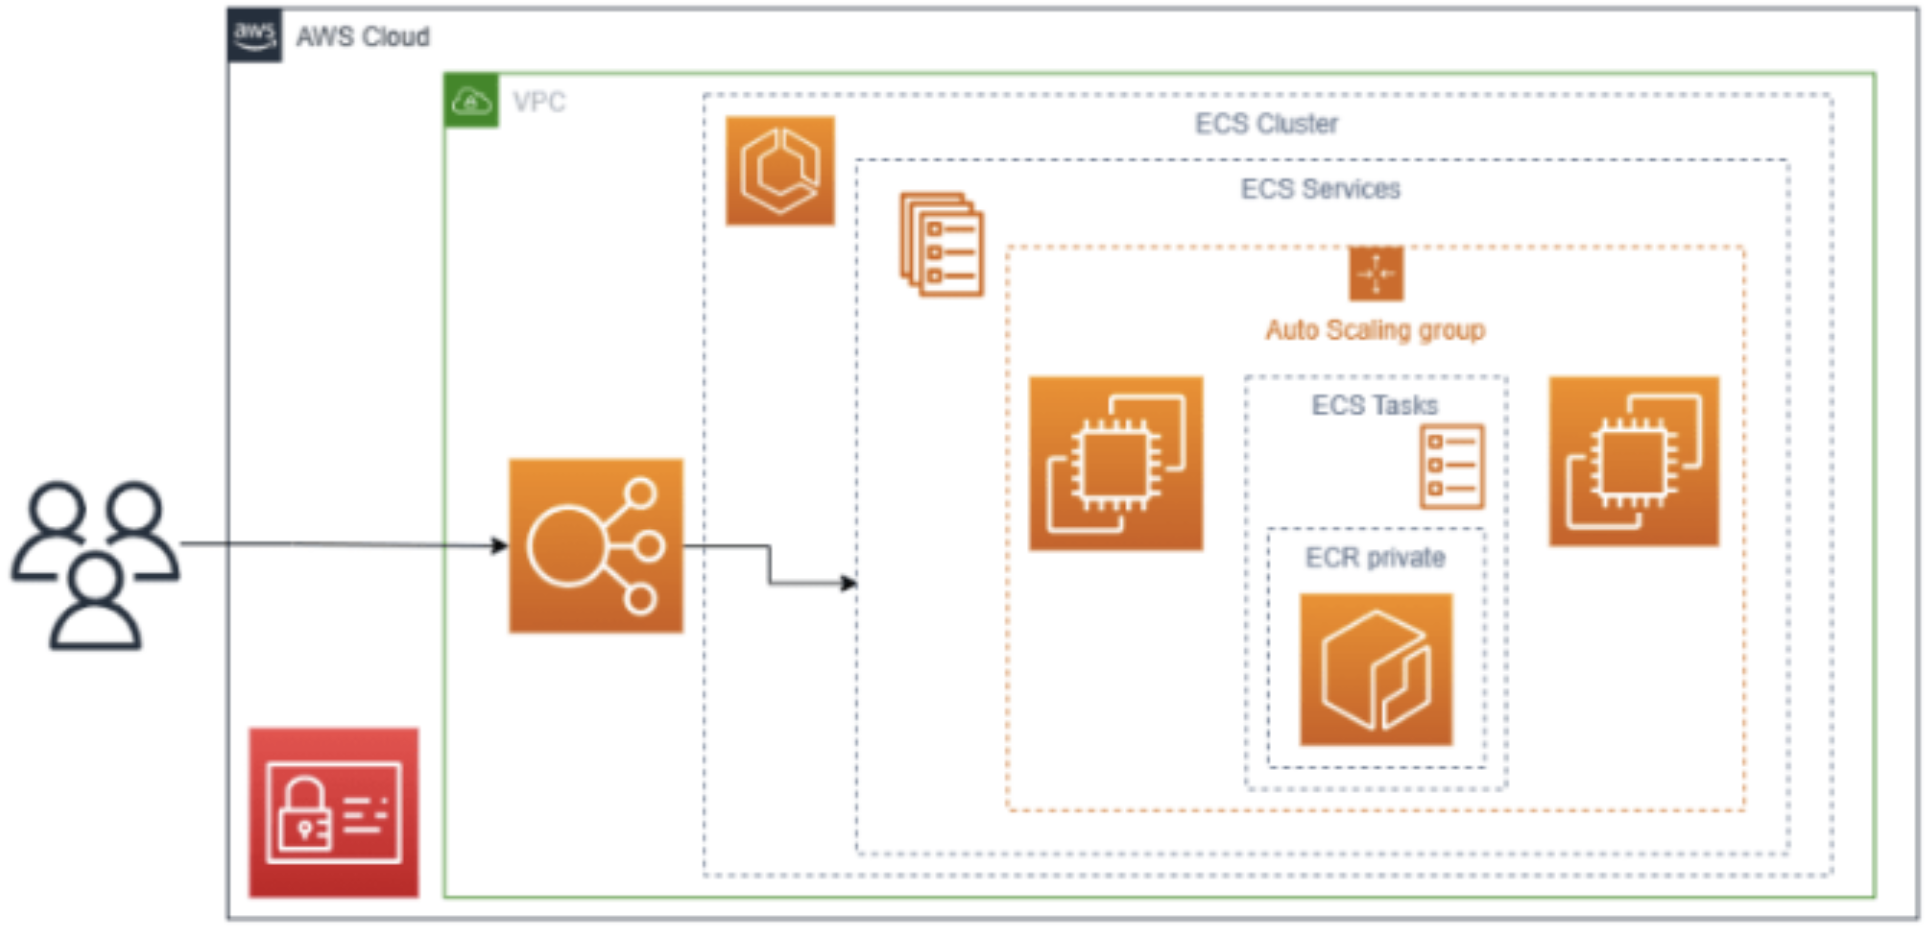 aws
AWS Cloud
VPC
ECS Cluster
ECS Services
Auto Scaling group
ECS Tasks
ECR private